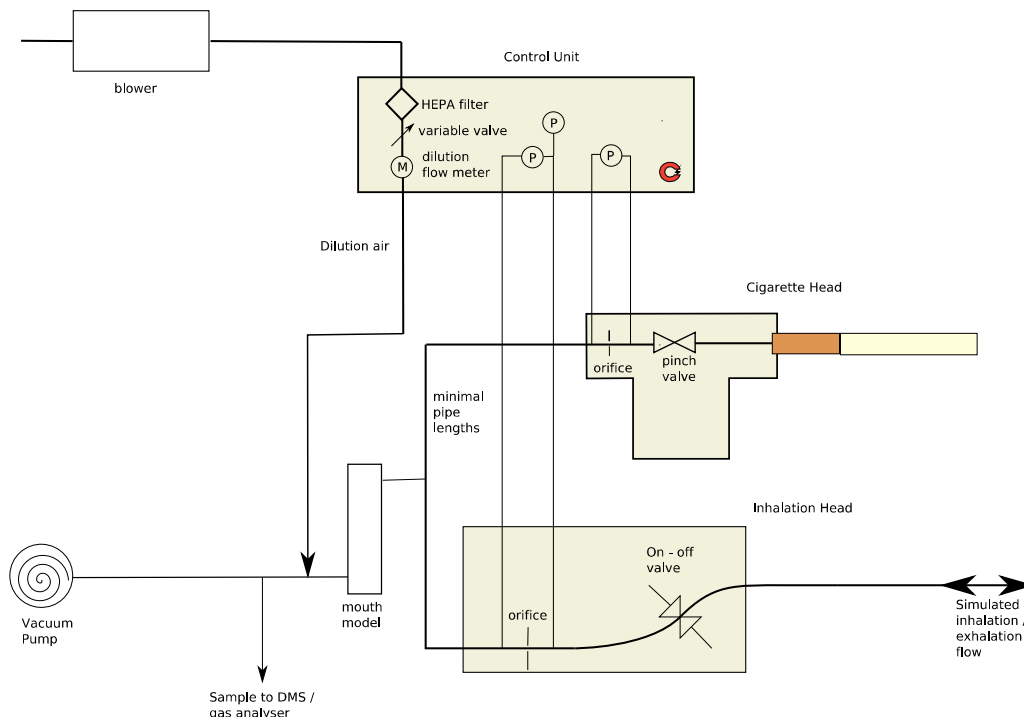 Control Unit
blower
HEPA filter
variable valve
P
P
P
M
dilution
flow meter
Dilution air
Cigarette Head
orifice
pinch
valve
minimal
pipe
lengths
Inhalation Head
On - off
valve
orifice
mouth
model
Vacuum
Pump
Simulated
inhalation /
exhalation
flow
Sample to DMS /
gas analyser